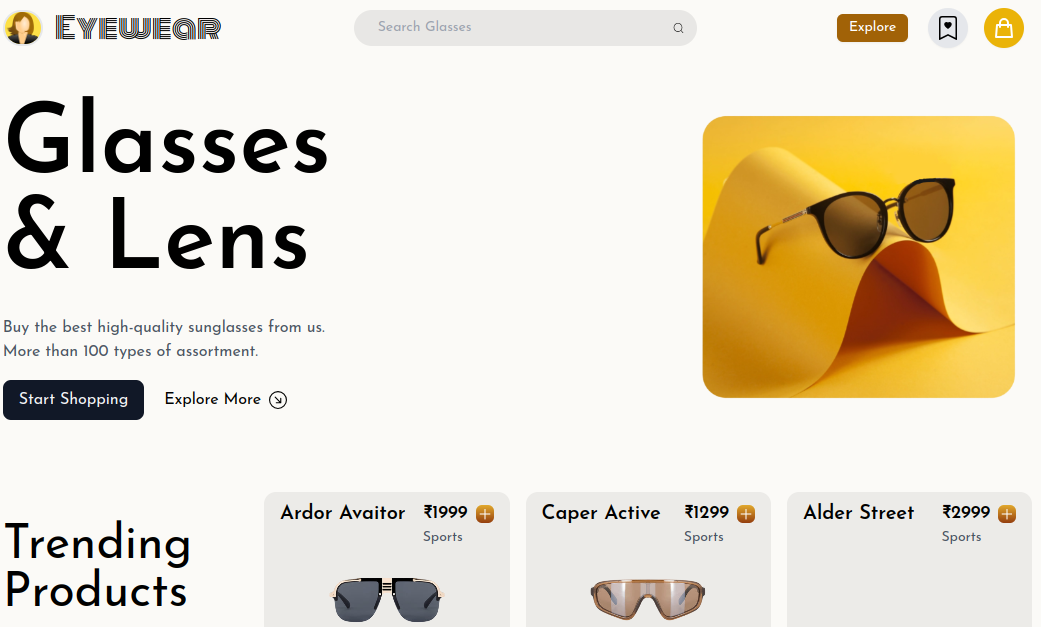 Eyewear
Search Glasses
Explore
Glasses
& Lens
Buy the best high-quality sunglasses from us.
More than 100 types of assortment.
Start Shopping
Explore More
Trending
Products
Ardor Avaitor ₹1999
Sports
Caper Active ₹1299
Sports
Alder Street ₹2999
Sports